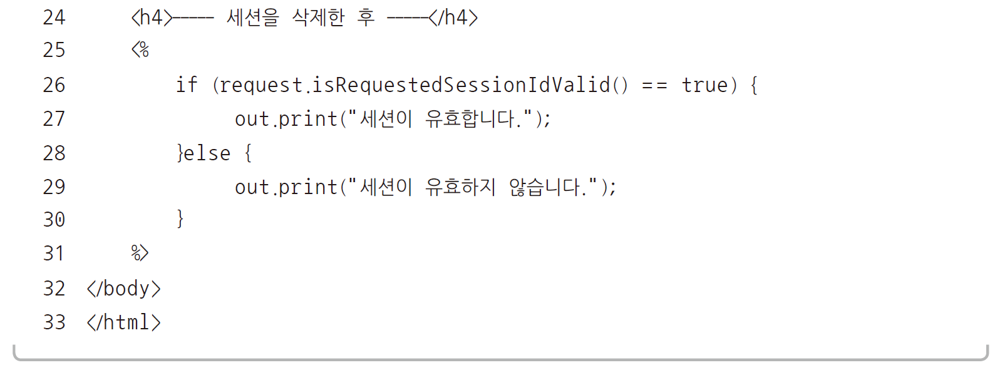 24 <h4>----- 세션을 삭제한 후 -----</h4>
25 <%
26 if (request.isRequestedSessionIdValid() == true) {
27 out.print("세션이 유효합니다.");
28 }else {
29 out.print("세션이 유효하지 않습니다.");
30 }
31 %>
32 </body>
33 </html>